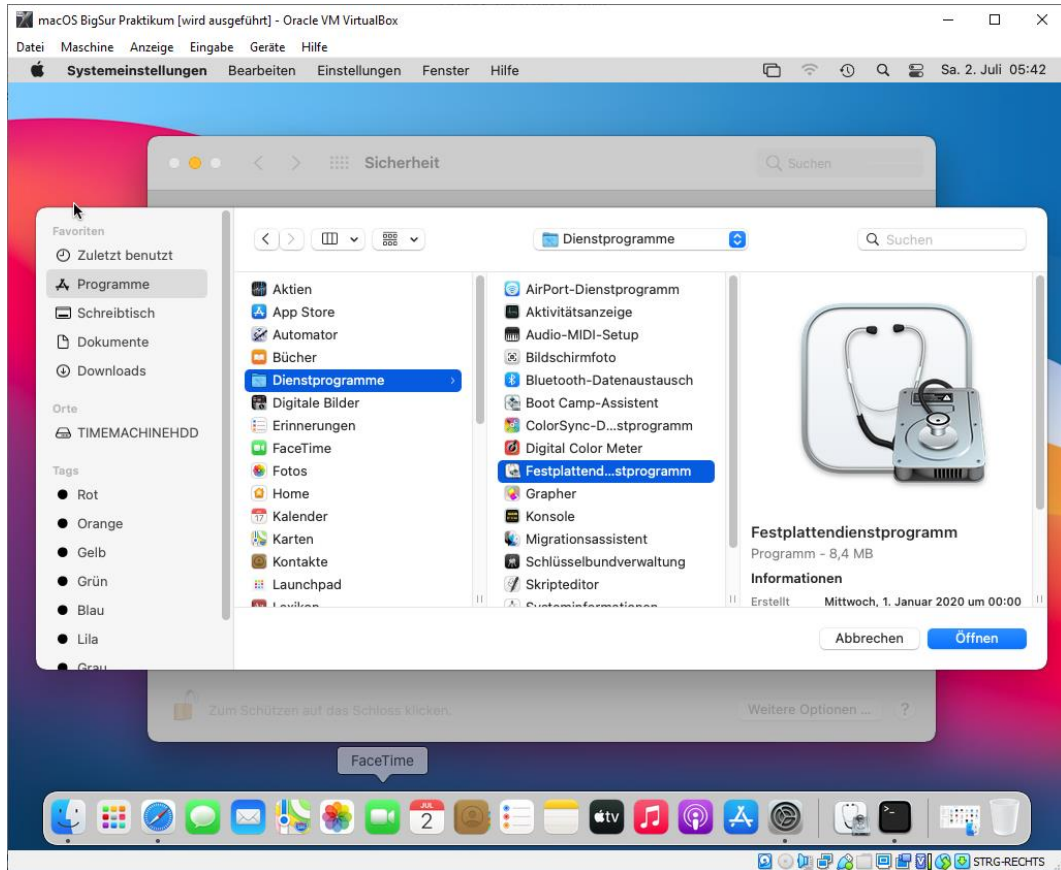 macOS BigSur Praktikum [wird ausgeführt] - Oracle VM VirtualBox
Datei Maschine Anzeige Eingabe Geräte Hilfe
Systemeinstellungen Bearbeiten Einstellungen Fenster Hilfe Sa. 2. Juli 05:42
Sicherheit Suchen
Favoriten
Zuletzt benutzt
Programme
Schreibtisch
Dokumente
Downloads
Orte
TIMEMACHINEHDD
Tags
Rot
Orange
Gelb
Grün
Blau
Lila
Grau
Dienstprogramme Suchen
Aktien
App Store
Automator
Bücher
Dienstprogramme
Digitale Bilder
Erinnerungen
FaceTime
Fotos
Home
17 Kalender
Karten
Kontakte
Launchpad
Lexikon
AirPort-Dienstprogramm
Aktivitätsanzeige
Audio-MIDI-Setup
Bildschirmfoto
Bluetooth-Datenaustausch
Boot Camp-Assistent
ColorSync-D...stprogramm
Digital Color Meter
Festplattend...stprogramm
Grapher
Konsole
Migrationsassistent
Schlüsselbundverwaltung
Skripteditor
Systeminformationen
Festplattendienstprogramm
Programm - 8,4 MB
Informationen
Erstellt Mittwoch, 1. Januar 2020 um 00:00
Abbrechen Öffnen
Zum Schützen auf das Schloss klicken. Weitere Optionen ... ?
FaceTime
JUL
2
tv
STRG-RECHTS